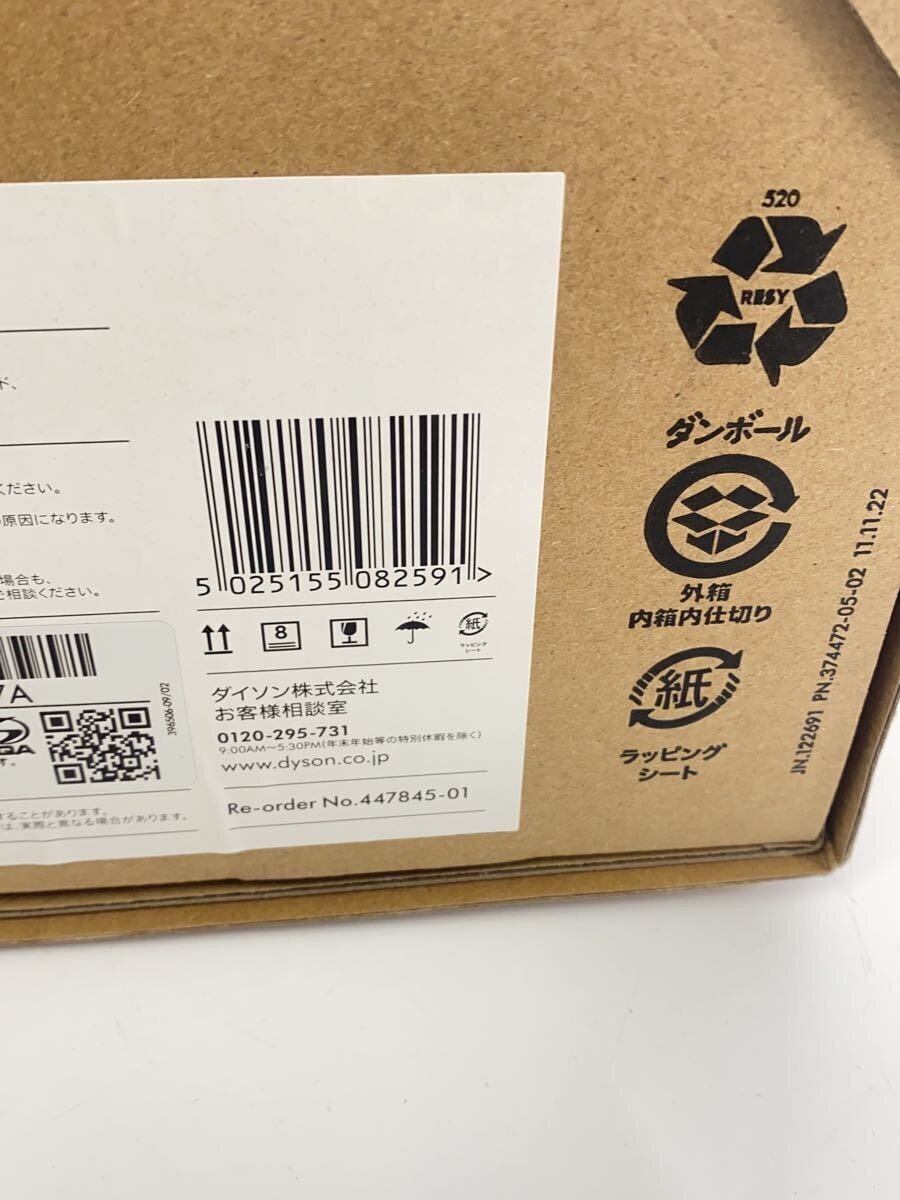 ド、
ください。
の原因になります。
場合も、
ご相談ください。
7A
396506-09/02
す。
することがあります。
は、実際と異なる場合があります。
5 025155 082591 >
8
紙
ラッピング
シート
ダイソン株式会社
お客様相談室
0120-295-731
9:00AM～5:30PM(年末年始等の特別休暇を除く)
www.dyson.co.jp
Re-order No.447845-01
520
RESY
ダンボール
外箱
内箱内仕切り
紙
ラッピング
シート
JN.122691 PN.374472-05-02 11.11.22